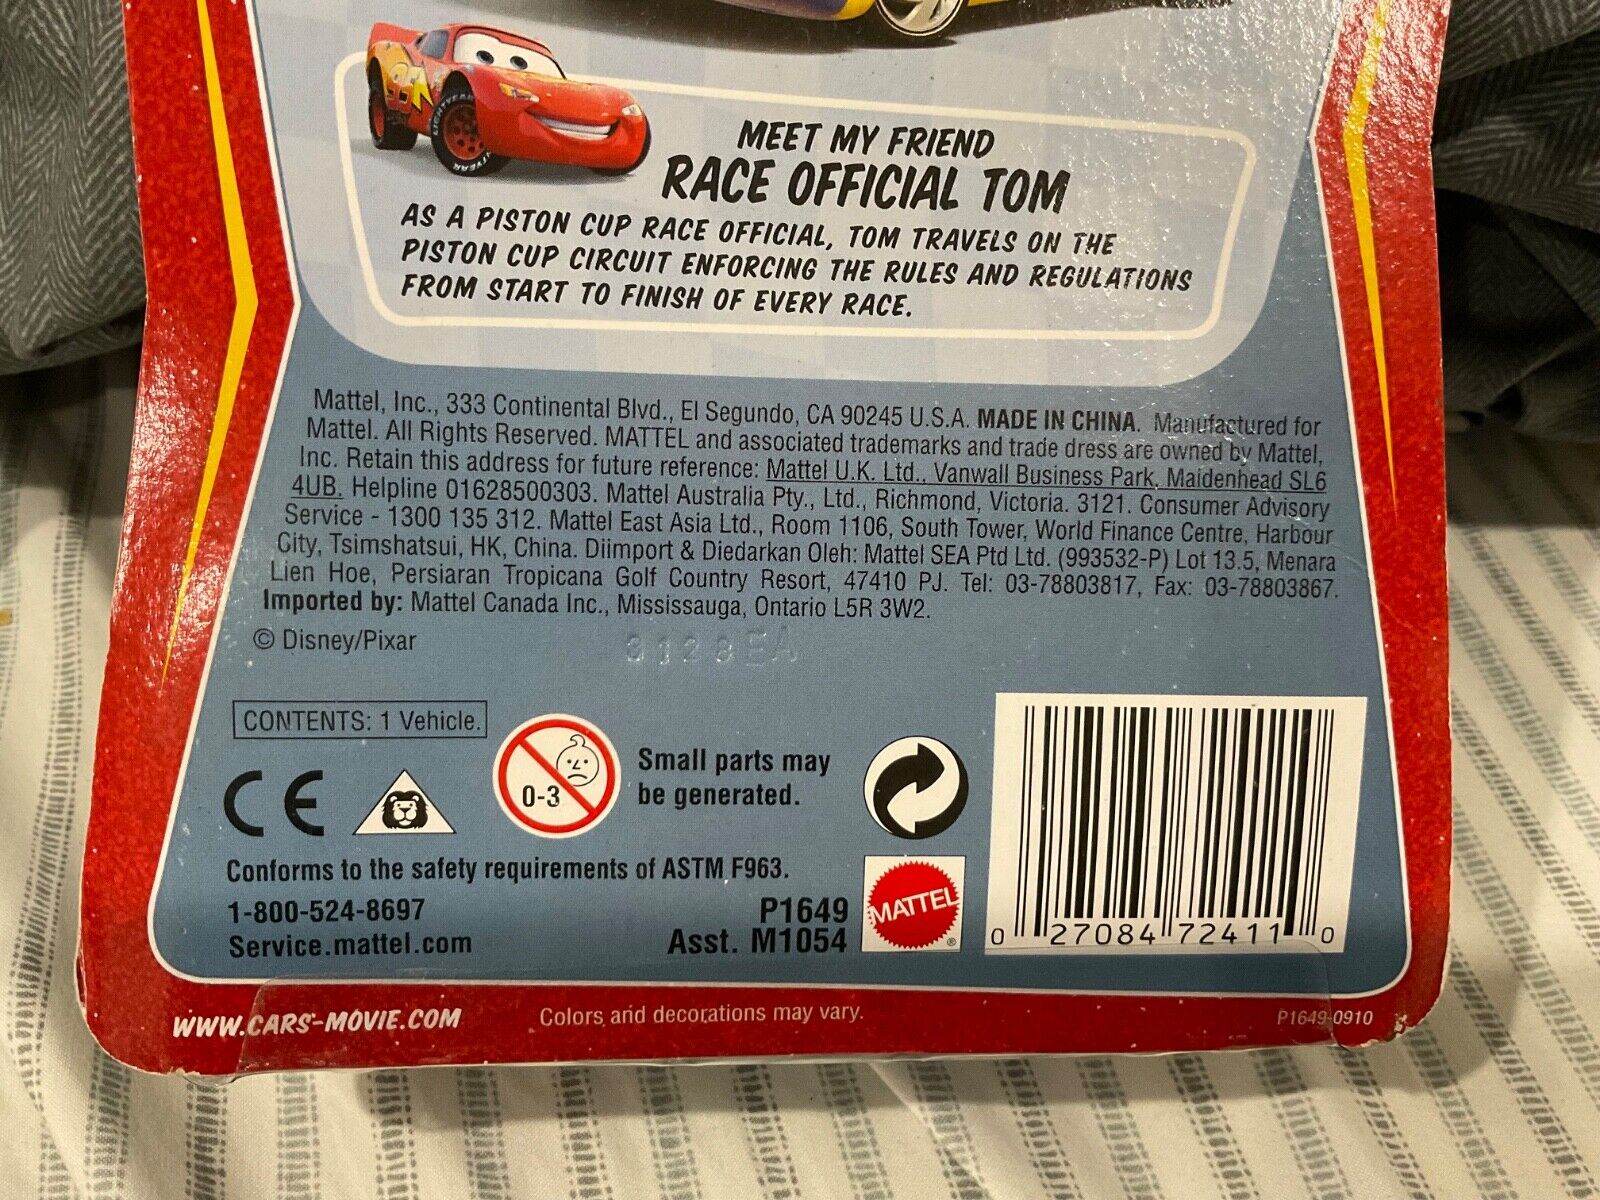 95
LIGHTYEAR
MEET MY FRIEND
RACE OFFICIAL TOM
AS A PISTON CUP RACE OFFICIAL, TOM TRAVELS ON THE
PISTON CUP CIRCUIT ENFORCING THE RULES AND REGULATIONS
FROM START TO FINISH OF EVERY RACE.
Mattel, Inc., 333 Continental Blvd., El Segundo, CA 90245 U.S.A. MADE IN CHINA. Manufactured for
Mattel. All Rights Reserved. MATTEL and associated trademarks and trade dress are owned by Mattel,
Inc. Retain this address for future reference: Mattel U.K. Ltd., Vanwall Business Park, Maidenhead SL6
4UB. Helpline 01628500303. Mattel Australia Pty., Ltd., Richmond, Victoria. 3121. Consumer Advisory
Service - 1300 135 312. Mattel East Asia Ltd., Room 1106, South Tower, World Finance Centre, Harbour
City, Tsimshatsui, HK, China. Diimport & Diedarkan Oleh: Mattel SEA Ptd Ltd. (993532-P) Lot 13.5, Menara
Lien Hoe, Persiaran Tropicana Golf Country Resort, 47410 PJ. Tel: 03-78803817, Fax: 03-78803867.
Imported by: Mattel Canada Inc., Mississauga, Ontario L5R 3W2.
© Disney/Pixar
CONTENTS: 1 Vehicle.
CE
0-3
Small parts may
be generated.
Conforms to the safety requirements of ASTM F963.
1-800-524-8697
Service.mattel.com
P1649
Asst. M1054
MATTEL®
0 27084 72411 0
WWW.CARS-MOVIE.COM
Colors and decorations may vary.
P1649-0910